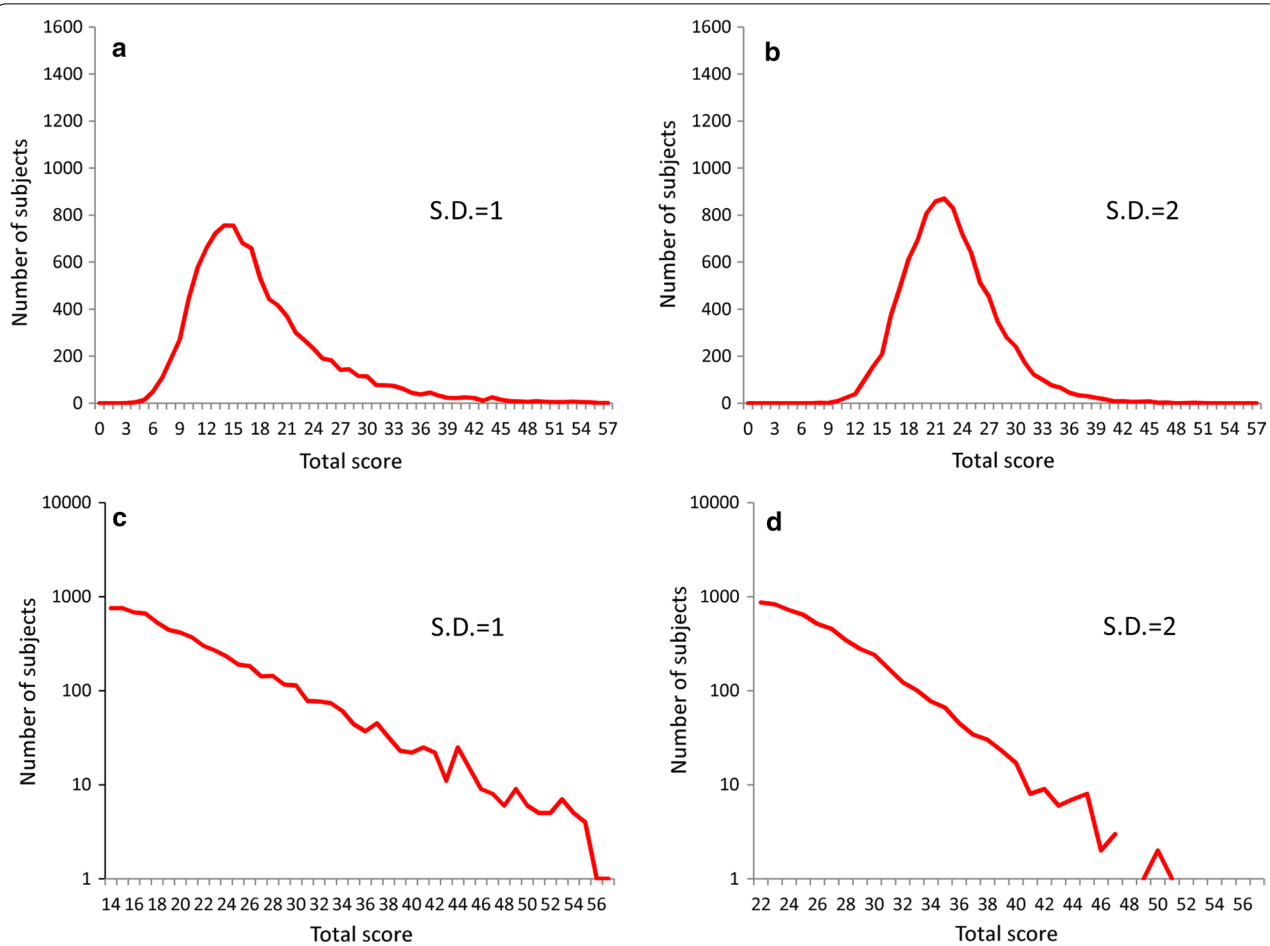 a
1600
1400
1200
1000
800
600
400
200
0
Number of subjects
S.D.=1
0 3 6 9 12 15 18 21 24 27 30 33 36 39 42 45 48 51 54 57
Total score
b
1600
1400
1200
1000
800
600
400
200
0
Number of subjects
S.D.=2
0 3 6 9 12 15 18 21 24 27 30 33 36 39 42 45 48 51 54 57
Total score
c
10000
1000
100
10
1
Number of subjects
S.D.=1
14 16 18 20 22 24 26 28 30 32 34 36 38 40 42 44 46 48 50 52 54 56
Total score
d
10000
1000
100
10
1
Number of subjects
S.D.=2
22 24 26 28 30 32 34 36 38 40 42 44 46 48 50 52 54 56
Total score